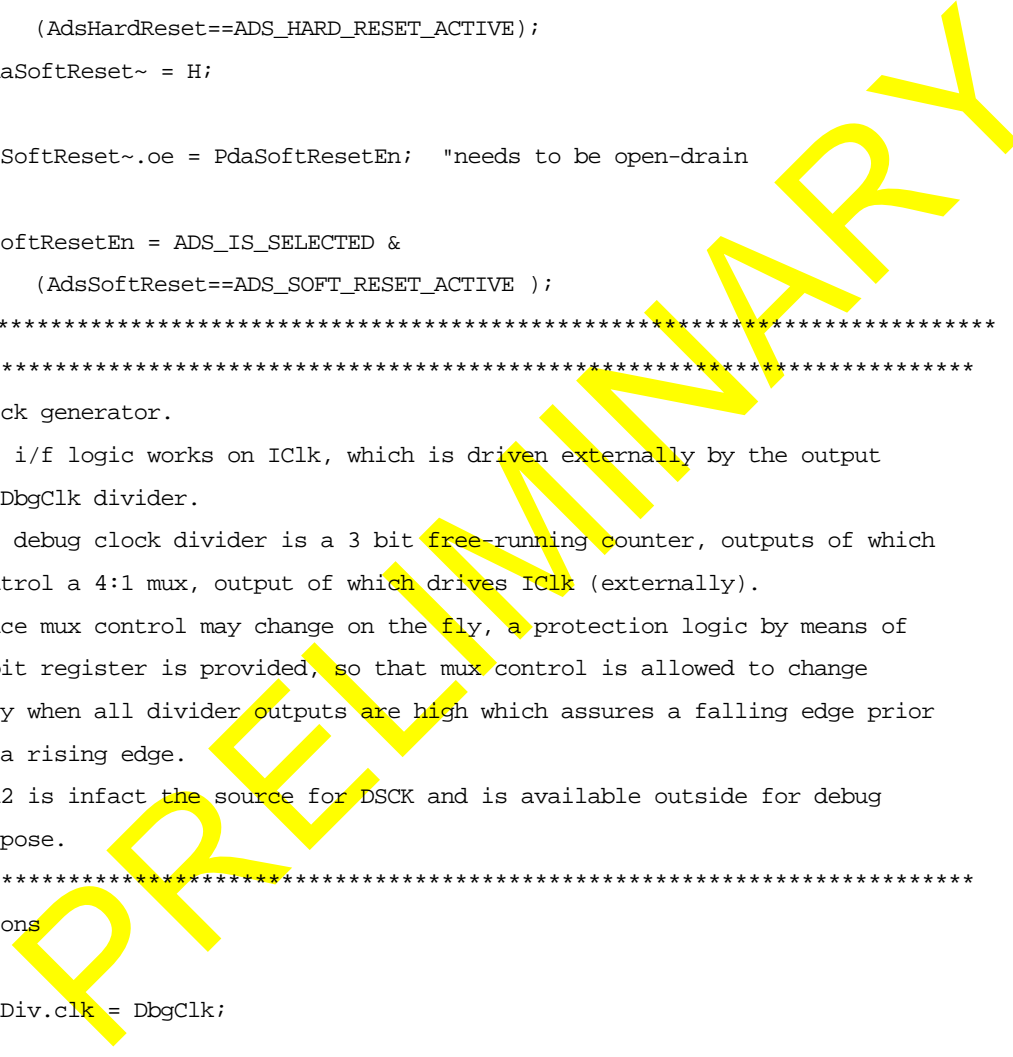 (AdsHardReset==ADS_HARD_RESET_ACTIVE);
aSoftReset~ = H;
SoftReset~.oe = PdaSoftResetEn;  "needs to be open-drain
oftResetEn = ADS_IS_SELECTED &
(AdsSoftReset==ADS_SOFT_RESET_ACTIVE );
***************************************************************************
*************************************************************************
ck generator.
i/f logic works on IClk, which is driven externally by the output
DbgClk divider.
debug clock divider is a 3 bit free-running counter, outputs of which
trol a 4:1 mux, output of which drives IClk (externally).
ce mux control may change on the fly, a protection logic by means of
it register is provided, so that mux control is allowed to change
y when all divider outputs are high which assures a falling edge prior
a rising edge.
2 is infact the source for DSCK and is available outside for debug
pose.
*************************************************************************
ons
Div.clk = DbgClk;
PRELIMINARY